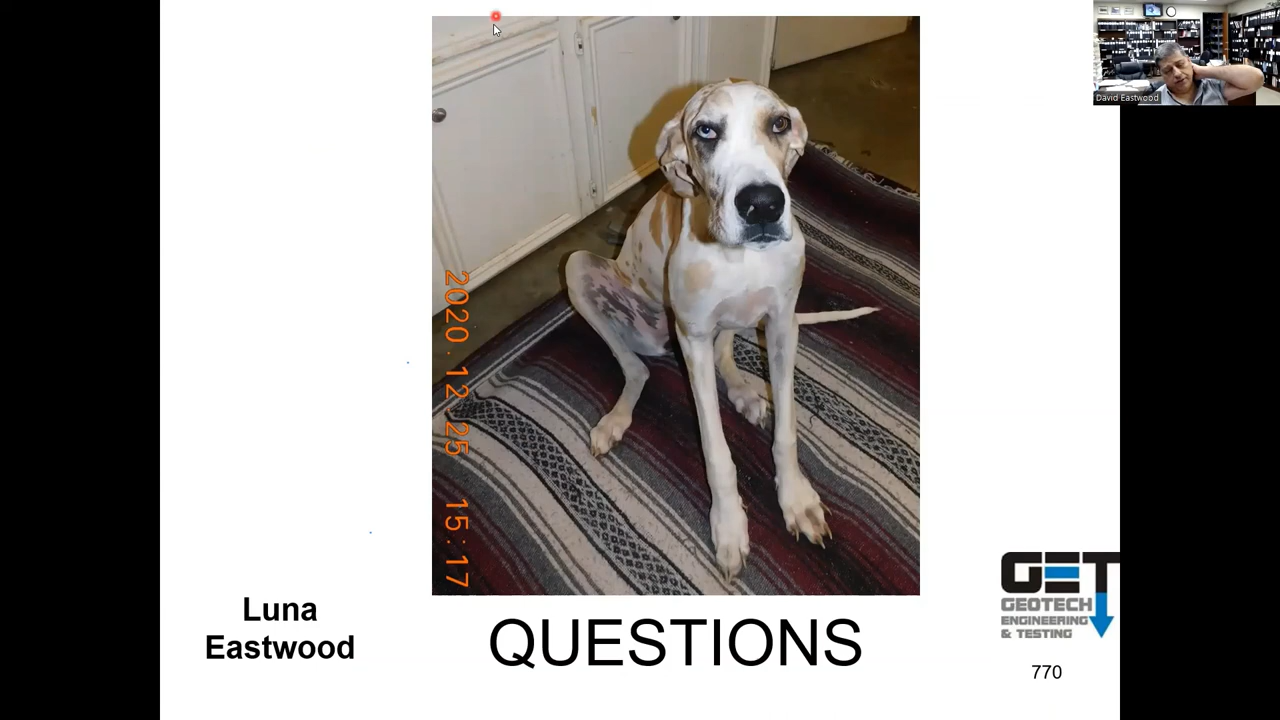 David Eastwood
2020.12.25 15:17
Luna
Eastwood
QUESTIONS
GET
GEOTECH
ENGINEERING
& TESTING
770